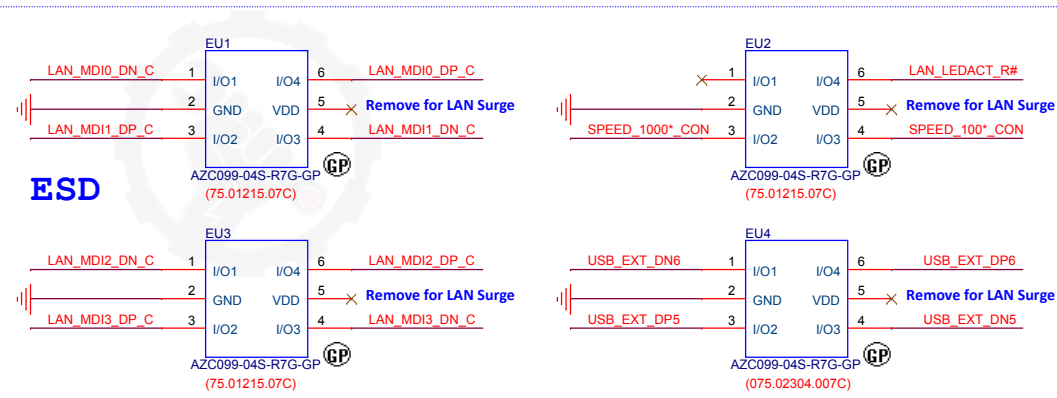 EU1
LAN_MDI0_DN_C 1 I/O1 I/O4 6 LAN_MDI0_DP_C
2 GND VDD 5 Remove for LAN Surge
LAN_MDI1_DP_C 3 I/O2 I/O3 4 LAN_MDI1_DN_C
GP
AZC099-04S-R7G-GP
(75.01215.07C)
EU2
1 I/O1 I/O4 6 LAN_LEDACT_R#
2 GND VDD 5 Remove for LAN Surge
SPEED_1000*_CON 3 I/O2 I/O3 4 SPEED_100*_CON
GP
AZC099-04S-R7G-GP
(75.01215.07C)
ESD
EU3
LAN_MDI2_DN_C 1 I/O1 I/O4 6 LAN_MDI2_DP_C
2 GND VDD 5 Remove for LAN Surge
LAN_MDI3_DP_C 3 I/O2 I/O3 4 LAN_MDI3_DN_C
GP
AZC099-04S-R7G-GP
(75.01215.07C)
EU4
USB_EXT_DN6 1 I/O1 I/O4 6 USB_EXT_DP6
2 GND VDD 5 Remove for LAN Surge
USB_EXT_DP5 3 I/O2 I/O3 4 USB_EXT_DN5
GP
AZC099-04S-R7G-GP
(075.02304.007C)